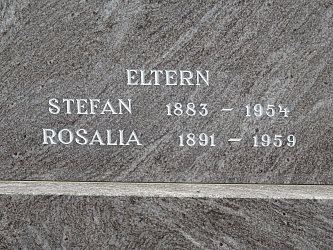 ELTERN
STEFAN 1883 – 1954
ROSALIA 1891 – 1959